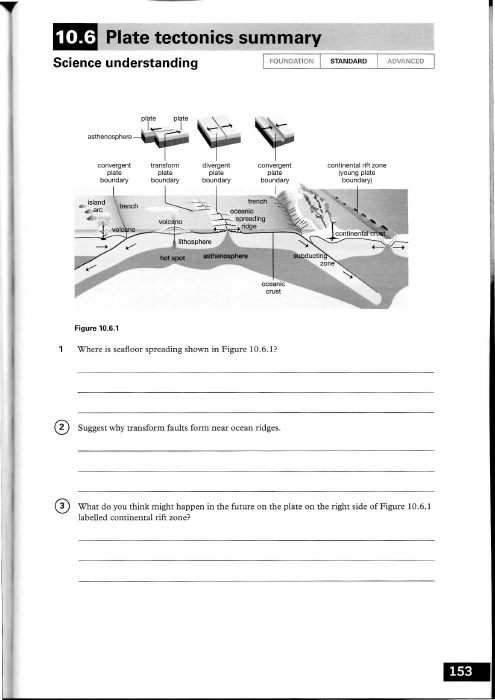 10.6 Plate tectonics summary
Science understanding
FOUNDATION STANDARD ADVANCED
plate plate
asthenosphere
convergent plate boundary
transform plate boundary
divergent plate boundary
convergent plate boundary
continental rift zone (young plate boundary)
island arc
trench
volcano
volcano
oceanic spreading ridge
trench
continental crust
lithosphere
hot spot
asthenosphere
subducting zone
oceanic crust
Figure 10.6.1
1 Where is seafloor spreading shown in Figure 10.6.1?
2 Suggest why transform faults form near ocean ridges.
3 What do you think might happen in the future on the plate on the right side of Figure 10.6.1
labelled continental rift zone?
153